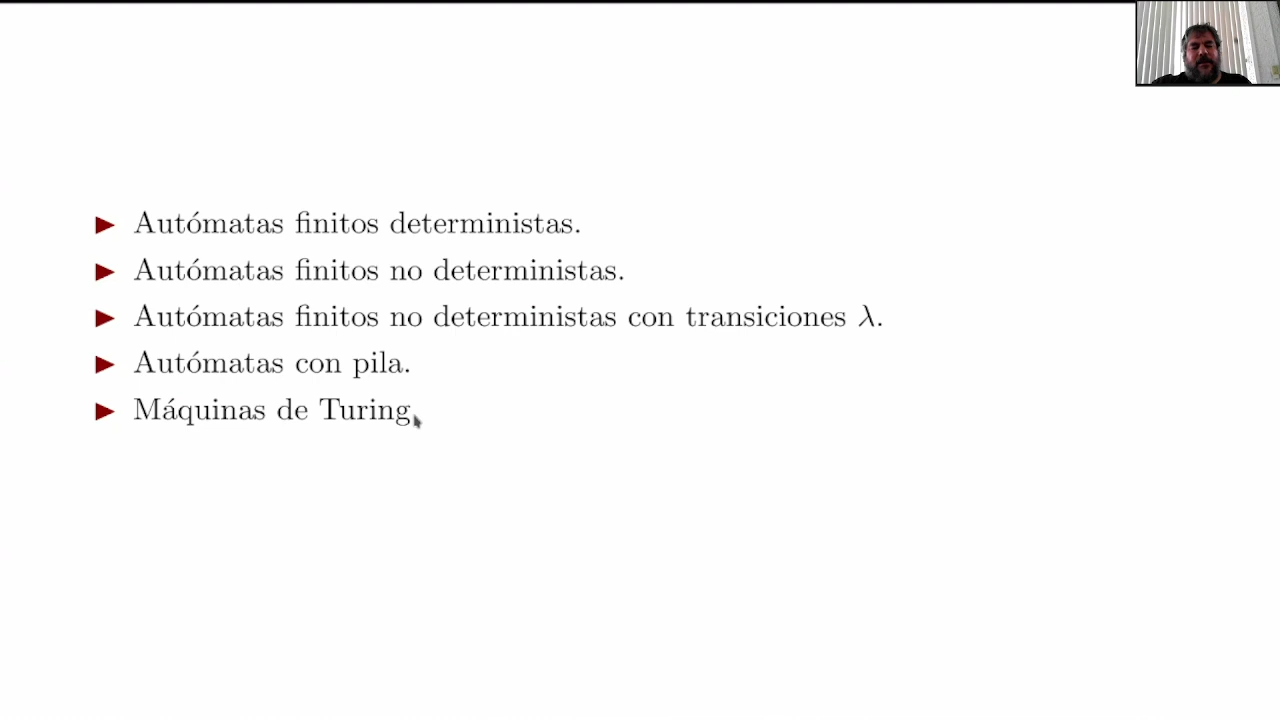 Autómatas finitos deterministas.
Autómatas finitos no deterministas.
Autómatas finitos no deterministas con transiciones λ.
Autómatas con pila.
Máquinas de Turing.